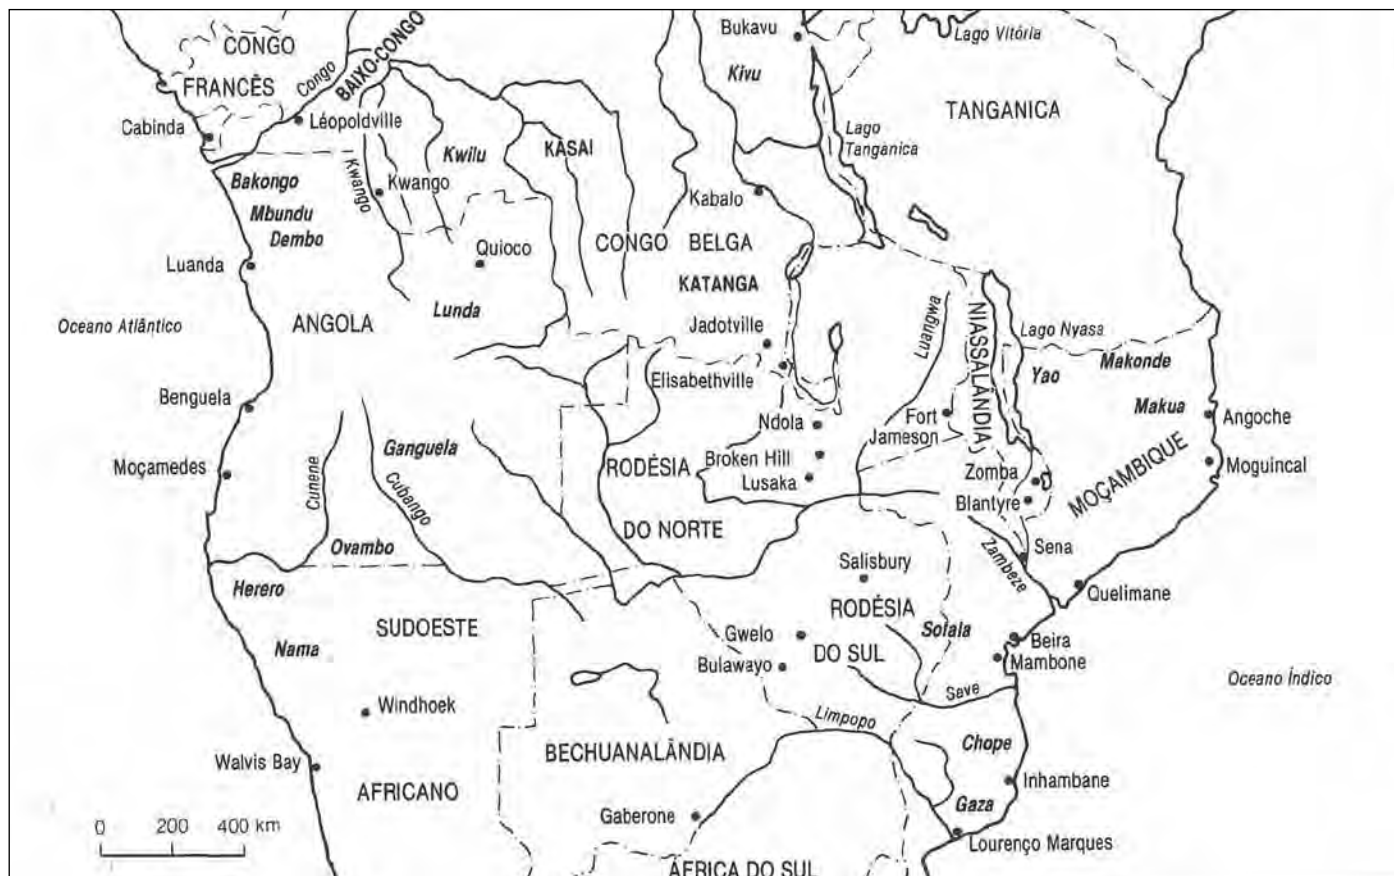 Bukavu
Lago Vitória
CONGO
FRANCÊS
Congo
BAIXO-CONGO
Kivu
TANGANICA
Cabinda
Léopoldville
Lago
Tanganica
Kwilu
KASAI
Bakongo
Kwango
Kwango
Kabalo
Mbundu
Dembo
Luanda
Quioco
CONGO BELGA
KATANGA
Oceano Atlântico
ANGOLA
Lunda
Jadotville
Luangwa
NIASSALÂNDIA
Lago Nyasa
Elisabethville
Yao
Makonde
Benguela
Makua
Angoche
Ndola
Fort
Jameson
Moçamedes
Cunene
Ganguela
Cubango
RODÉSIA
Broken Hill
Lusaka
Zomba
Blantyre
MOÇAMBIQUE
Moguincal
DO NORTE
Ovambo
Sena
Zambeze
Herero
Salisbury
Quelimane
SUDOESTE
RODÉSIA
Nama
Gwelo
Sofala
Beira
Bulawayo
DO SUL
Mambone
Oceano Índico
Save
Windhoek
Limpopo
BECHUANALÂNDIA
Chope
Walvis Bay
AFRICANO
Inhambane
Gaberone
Gaza
0 200 400 km
Lourenço Marques
ÁFRICA DO SUL